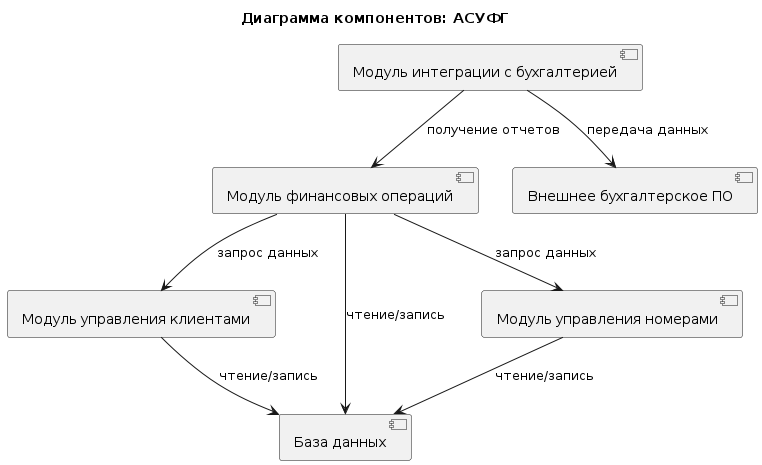 Диаграмма компонентов: АСУФГ
Модуль интеграции с бухгалтерией
получение отчетов
передача данных
Модуль финансовых операций
Внешнее бухгалтерское ПО
запрос данных
запрос данных
Модуль управления клиентами
чтение/запись
Модуль управления номерами
чтение/запись
чтение/запись
База данных